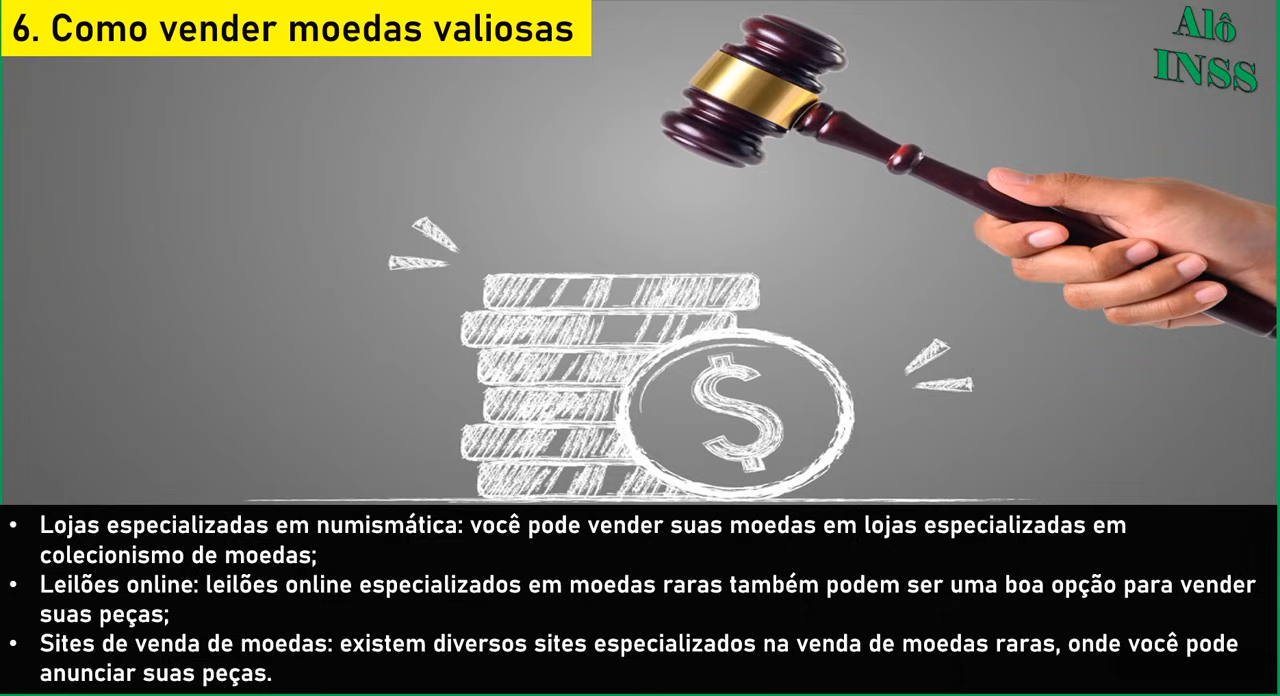 6. Como vender moedas valiosas
Alô
INSS
$
• Lojas especializadas em numismática: você pode vender suas moedas em lojas especializadas em
colecionismo de moedas;
• Leilões online: leilões online especializados em moedas raras também podem ser uma boa opção para vender
suas peças;
• Sites de venda de moedas: existem diversos sites especializados na venda de moedas raras, onde você pode
anunciar suas peças.